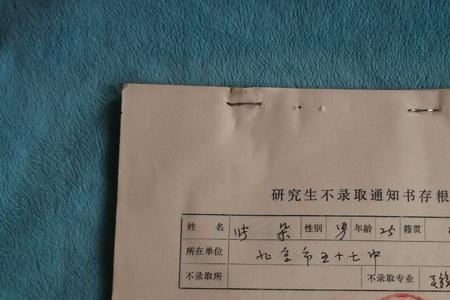 研究生不录取通知书存根
姓名 性别 男 年龄 25 籍贯
所在单位 北京市五十七中
不录取所 不录取专业